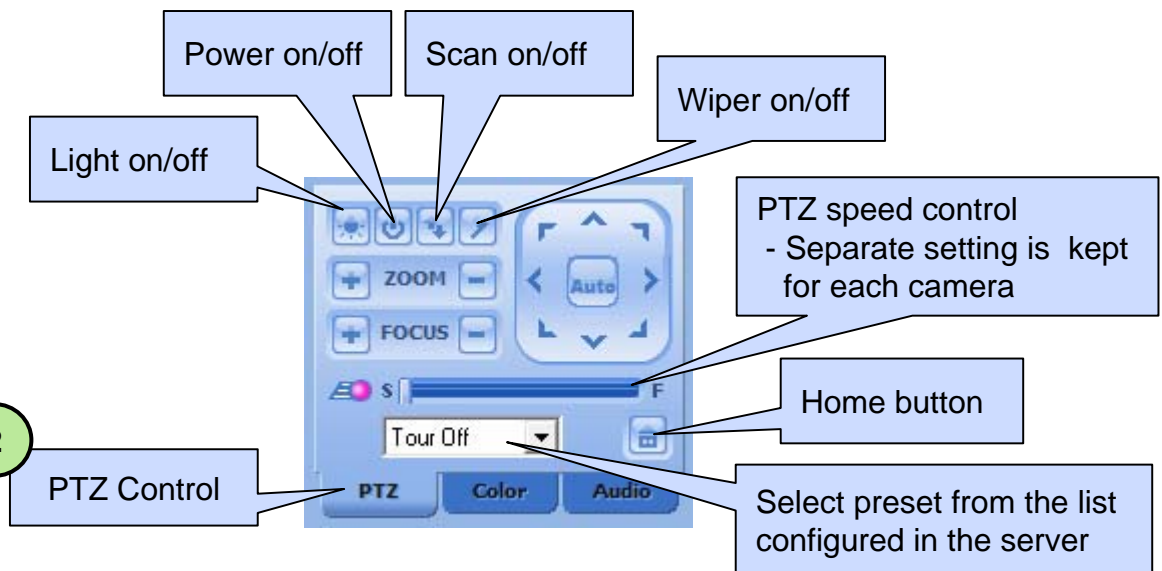 Power on/off
Scan on/off
Wiper on/off
Light on/off
PTZ speed control
- Separate setting is kept
for each camera
ZOOM
Auto
FOCUS
S
F
Home button
Tour Off
PTZ Control
PTZ
Color
Audio
Select preset from the list
configured in the server